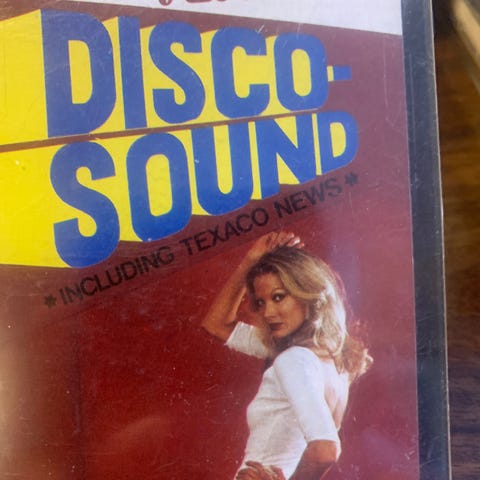 DISCO-
SOUND
*INCLUDING TEXACO NEWS*